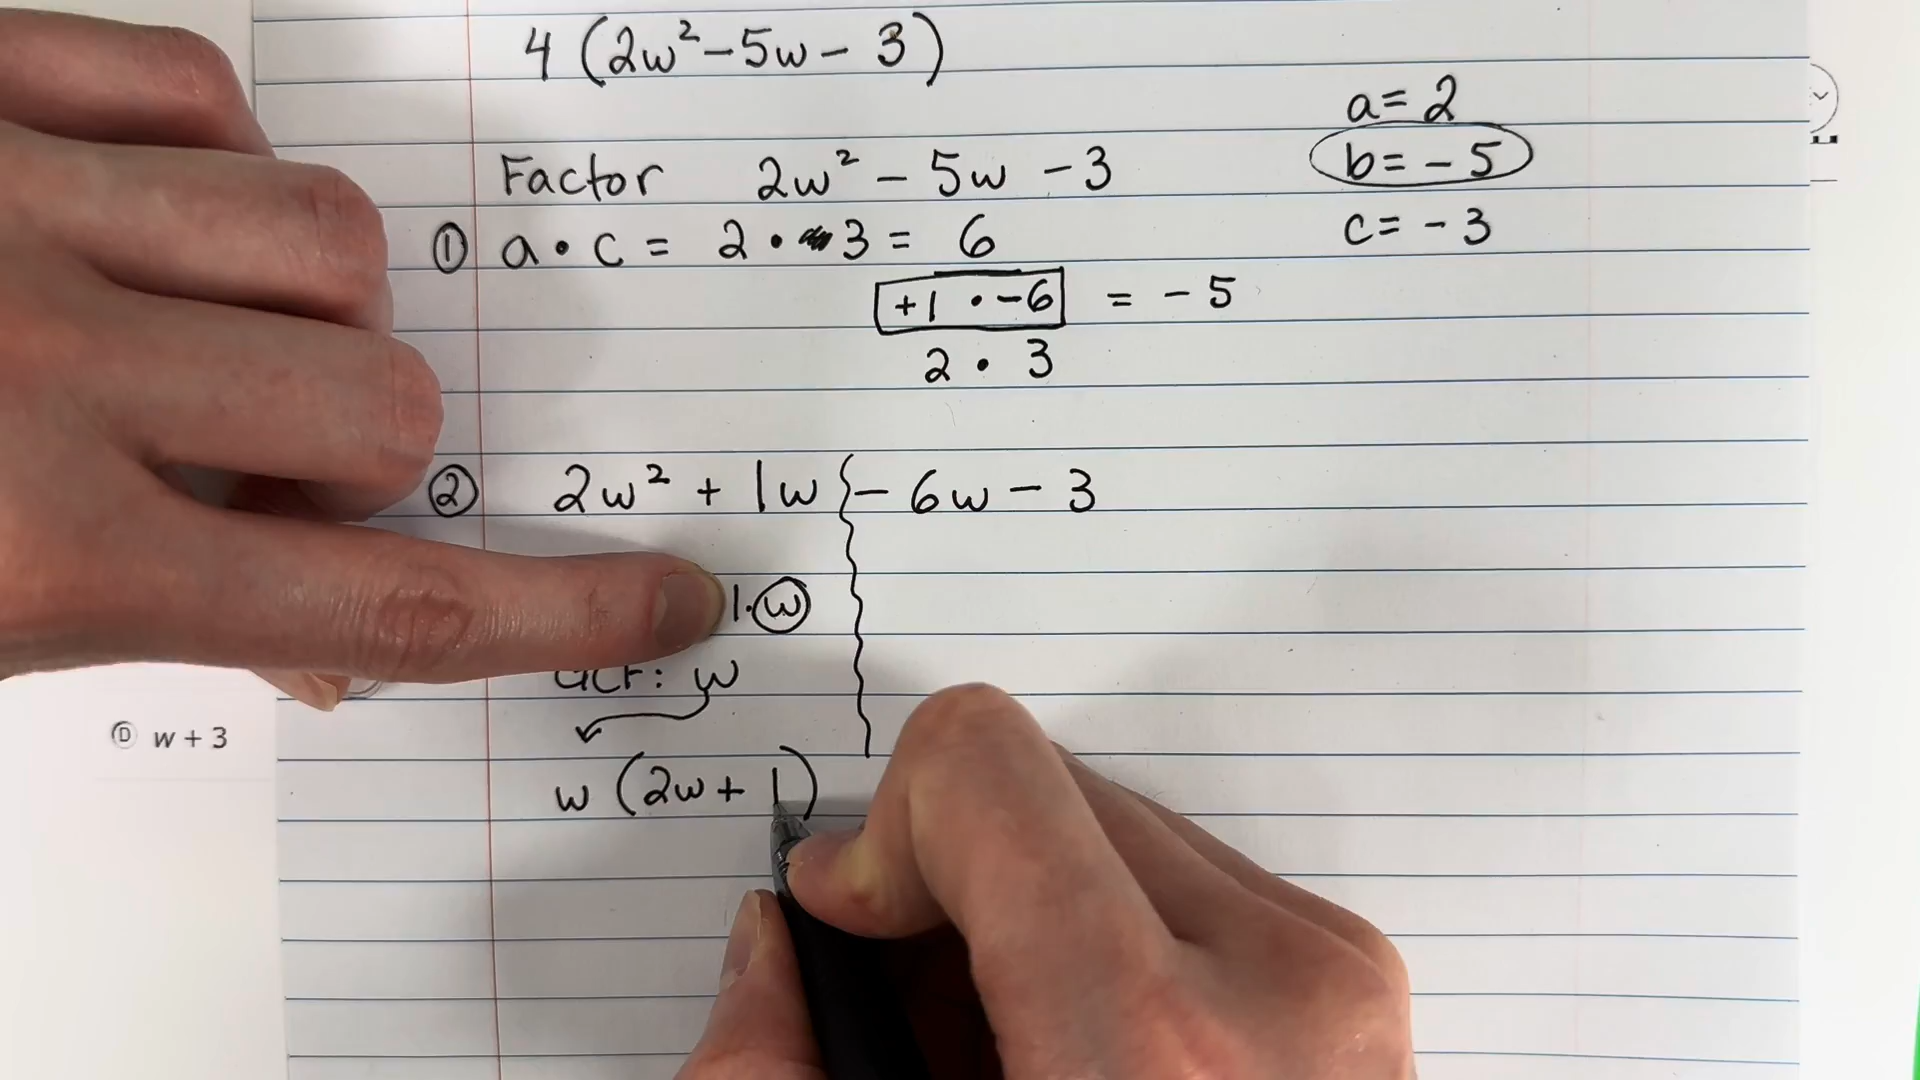 4 (2w² - 5w - 3)
a = 2
Factor 2w² - 5w - 3
b = - 5
① a • c = 2 • 3 = 6
c = - 3
+1 • -6 = - 5
2 • 3
② 2w² + 1w - 6w - 3
1·w
GCF: w
Ⓓ w + 3
w (2w + 1)